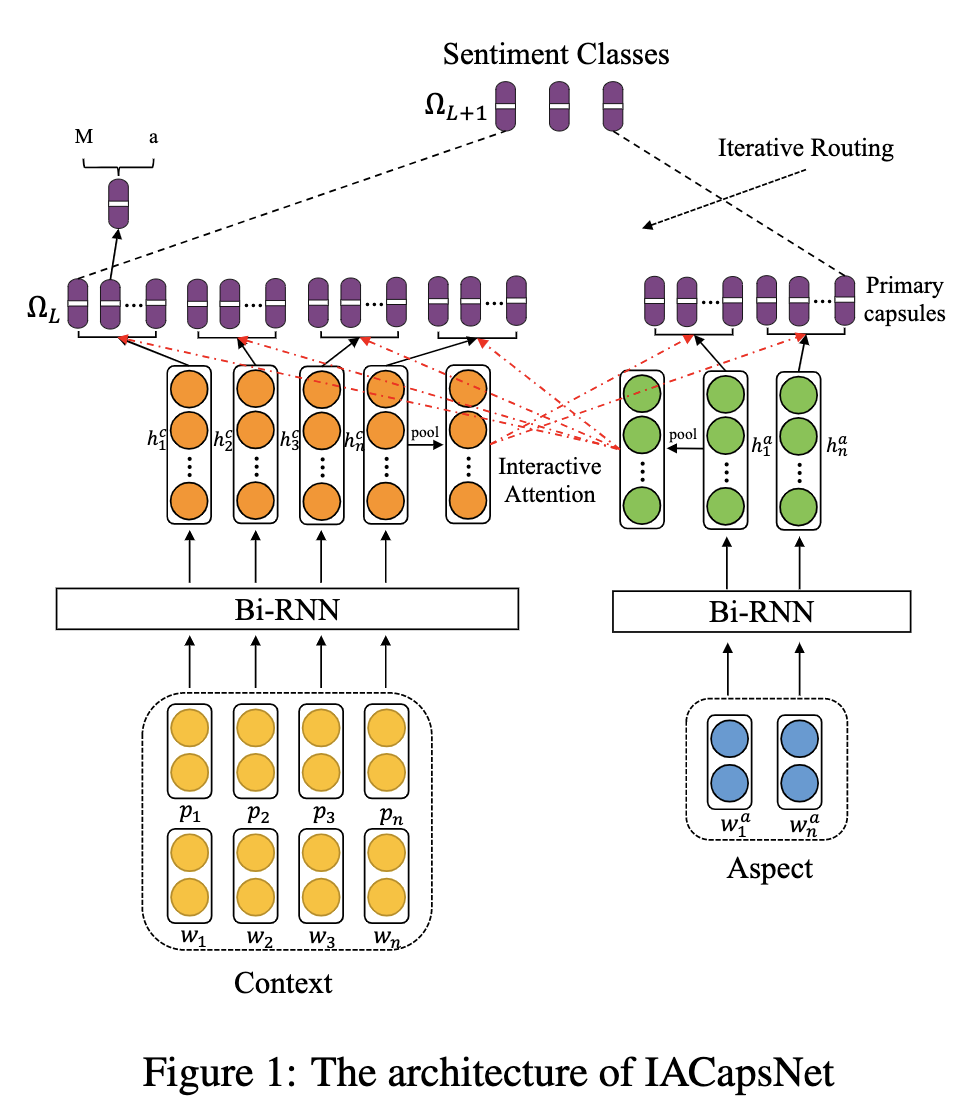 Sentiment Classes
Ω_{L+1}
M a
Iterative Routing
Ω_L
... ... ... ... ... ...
Primary
capsules
h_1^c h_2^c h_3^c h_n^c pool
Interactive
Attention
pool h_1^a h_n^a
Bi-RNN
Bi-RNN
p_1 p_2 p_3 p_n
w_1 w_2 w_3 w_n
Context
w_1^a w_n^a
Aspect
Figure 1: The architecture of IACapsNet